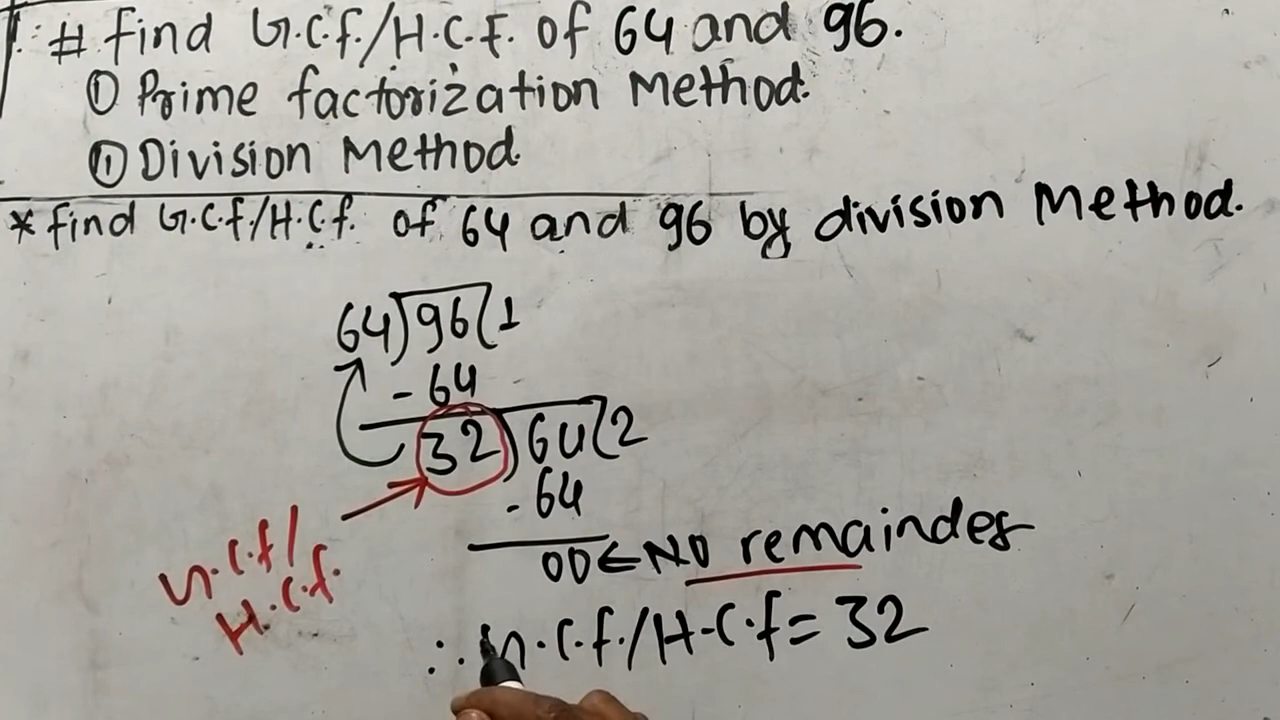 # Find G.C.F./H.C.F. of 64 and 96.
① Prime factorization Method.
① Division Method.
* Find G.C.F/H.C.F. of 64 and 96 by division Method.
64)96(1
- 64
32)64(2
- 64
00 ← NO remainder
G.C.F/
H.C.F.
∴ G.C.F./H.C.F = 32